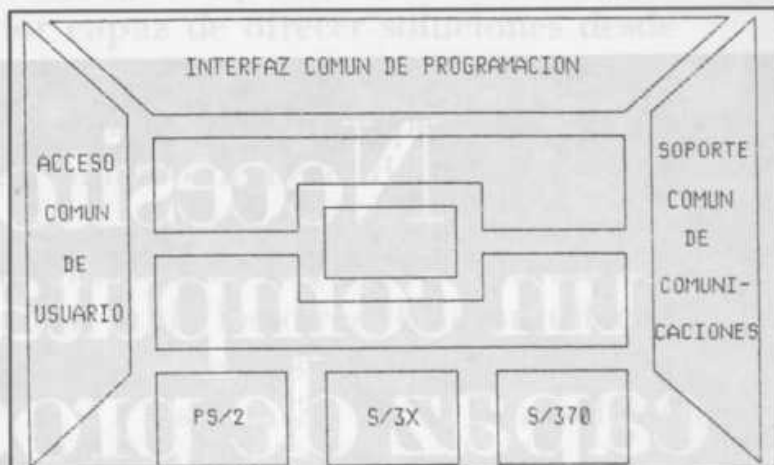 INTERFAZ COMUN DE PROGRAMACION
ACCESO
COMUN
DE
USUARIO
SOPORTE
COMUN
DE
COMUNI-
CACIONES
PS/2
S/3X
S/370